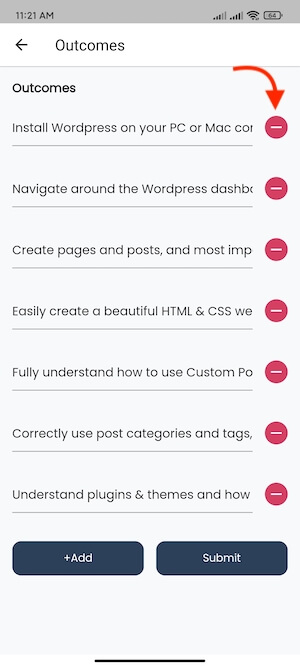 11:21 AM
64
Outcomes
Outcomes
Install Wordpress on your PC or Mac cor
Navigate around the Wordpress dashbo
Create pages and posts, and most imp
Easily create a beautiful HTML & CSS we
Fully understand how to use Custom Po
Correctly use post categories and tags,
Understand plugins & themes and how
+Add
Submit